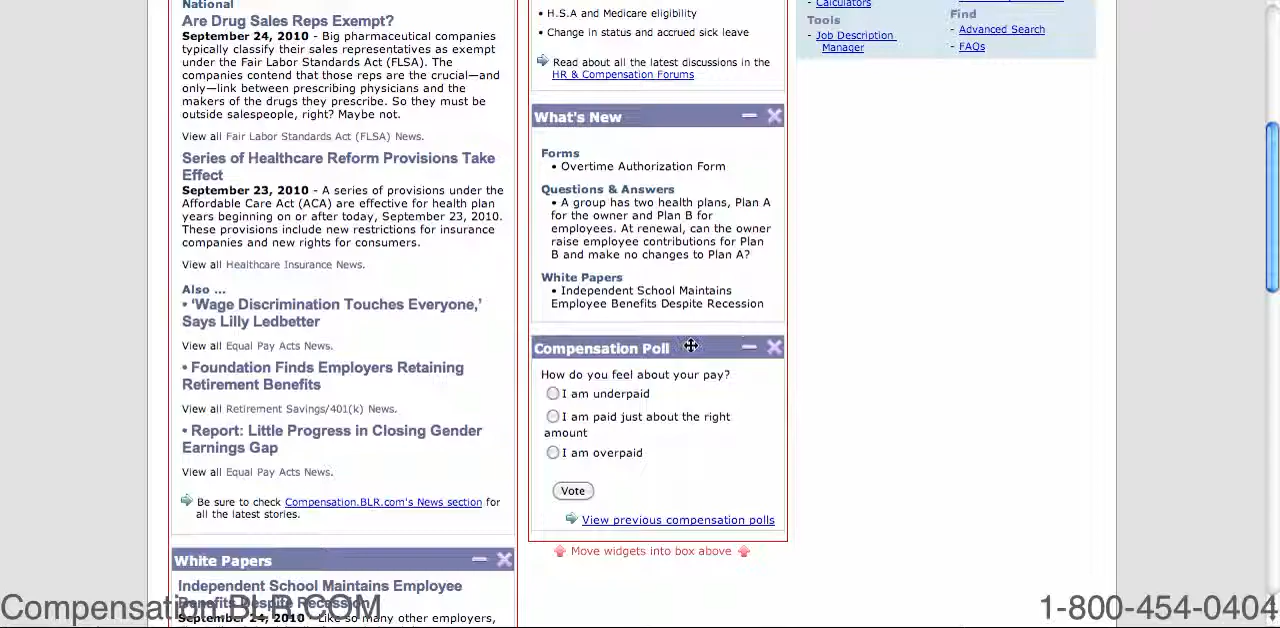 National
Are Drug Sales Reps Exempt?
September 24, 2010 - Big pharmaceutical companies
typically classify their sales representatives as exempt
under the Fair Labor Standards Act (FLSA). The
companies contend that those reps are the crucial—and
only—link between prescribing physicians and the
makers of the drugs they prescribe. So they must be
outside salespeople, right? Maybe not.
View all Fair Labor Standards Act (FLSA) News.
Series of Healthcare Reform Provisions Take
Effect
September 23, 2010 - A series of provisions under the
Affordable Care Act (ACA) are effective for health plan
years beginning on or after today, September 23, 2010.
These provisions include new restrictions for insurance
companies and new rights for consumers.
View all Healthcare Insurance News.
Also ...
• ‘Wage Discrimination Touches Everyone,’
Says Lilly Ledbetter
View all Equal Pay Acts News.
• Foundation Finds Employers Retaining
Retirement Benefits
View all Retirement Savings/401(k) News.
• Report: Little Progress in Closing Gender
Earnings Gap
View all Equal Pay Acts News.
Be sure to check Compensation.BLR.com's News section for
all the latest stories.
White Papers
Independent School Maintains Employee
Benefits Despite Recession
September 24, 2010 - Like so many other employers,
• H.S.A and Medicare eligibility
• Change in status and accrued sick leave
Read about all the latest discussions in the
HR & Compensation Forums
What's New
Forms
• Overtime Authorization Form
Questions & Answers
• A group has two health plans, Plan A
for the owner and Plan B for
employees. At renewal, can the owner
raise employee contributions for Plan
B and make no changes to Plan A?
White Papers
• Independent School Maintains
Employee Benefits Despite Recession
Compensation Poll
How do you feel about your pay?
I am underpaid
I am paid just about the right
amount
I am overpaid
Vote
View previous compensation polls
Move widgets into box above
- Calculators
Tools
- Job Description
Manager
Find
- Advanced Search
- FAQs
Compensation.BLR.COM
1-800-454-0404